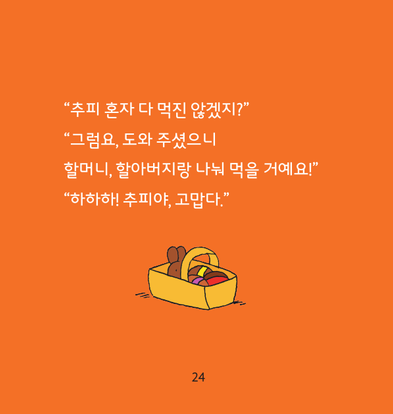 “추피 혼자 다 먹진 않겠지?”
“그럼요, 도와 주셨으니
할머니, 할아버지랑 나눠 먹을 거예요!”
“하하하! 추피야, 고맙다.”
24